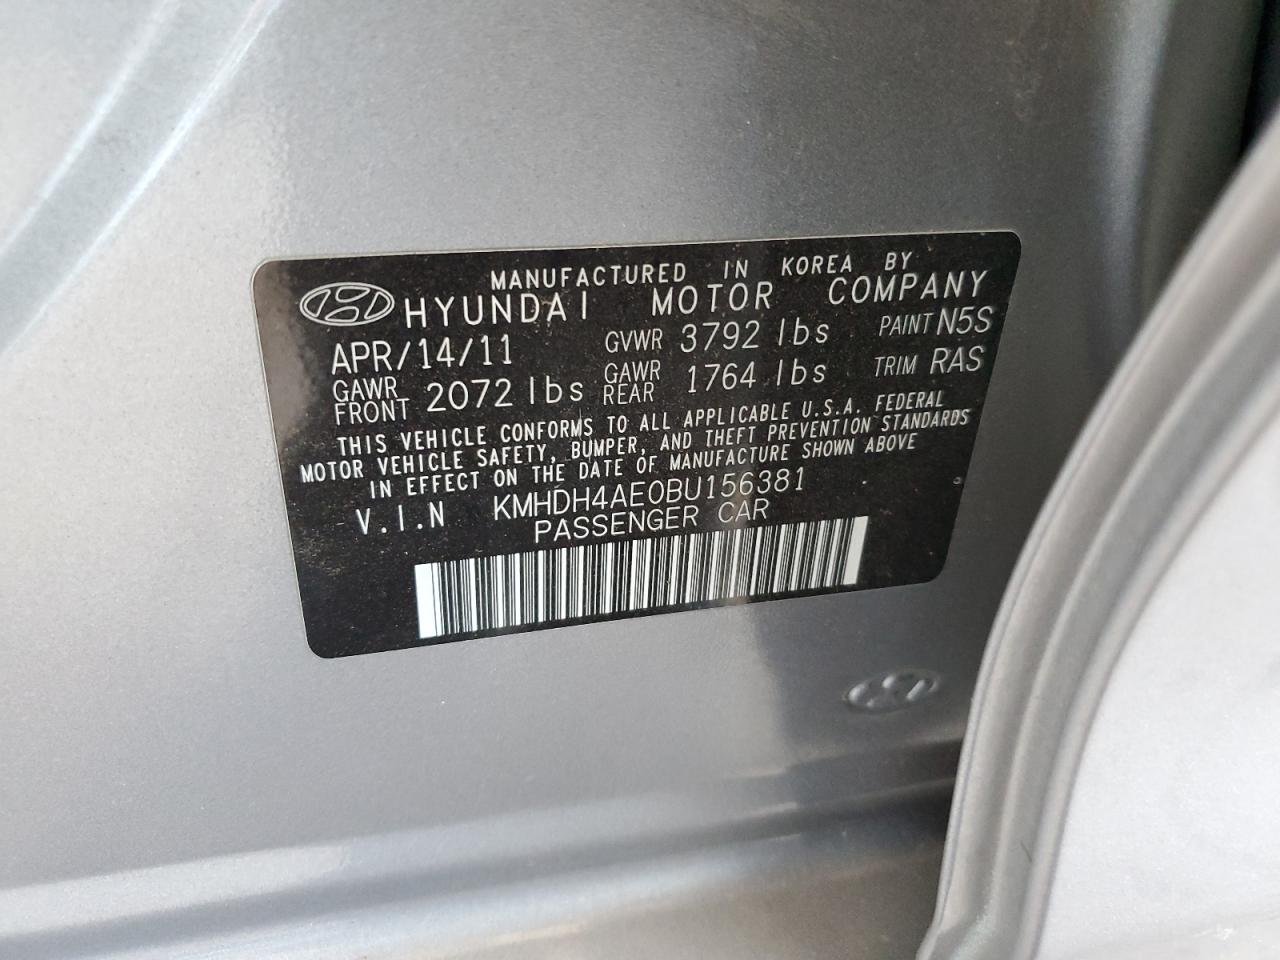 MANUFACTURED IN KOREA BY
HYUNDAI MOTOR COMPANY
APR/14/11 GVWR 3792 lbs PAINT N5S
GAWR FRONT 2072 lbs GAWR REAR 1764 lbs TRIM RAS
THIS VEHICLE CONFORMS TO ALL APPLICABLE U.S.A. FEDERAL
MOTOR VEHICLE SAFETY, BUMPER, AND THEFT PREVENTION STANDARDS
IN EFFECT ON THE DATE OF MANUFACTURE SHOWN ABOVE
V.I.N KMHDH4AE0BU156381
PASSENGER CAR